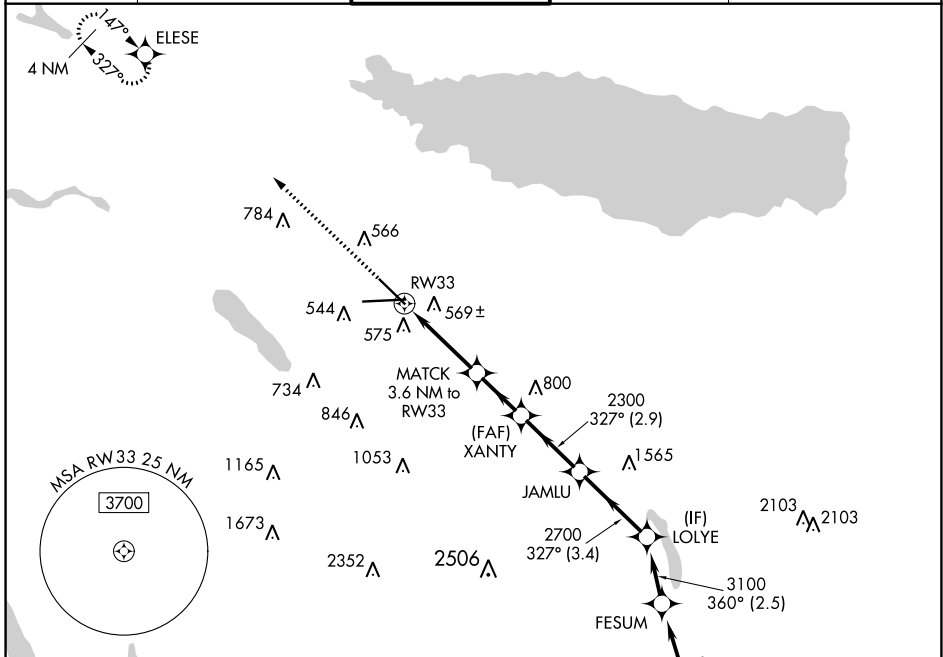 147°
ELESE
4 NM
327°
784
566
RW33
544
569 ±
575
MATCK
3.6 NM to
RW33
800
734
2300
327° (2.9)
846
(FAF)
XANTY
1053
1565
MSA RW33 25 NM
1165
JAMLU
3700
2103
2103
(IF)
LOLYE
1673
2700
327° (3.4)
2352
2506
3100
360° (2.5)
FESUM